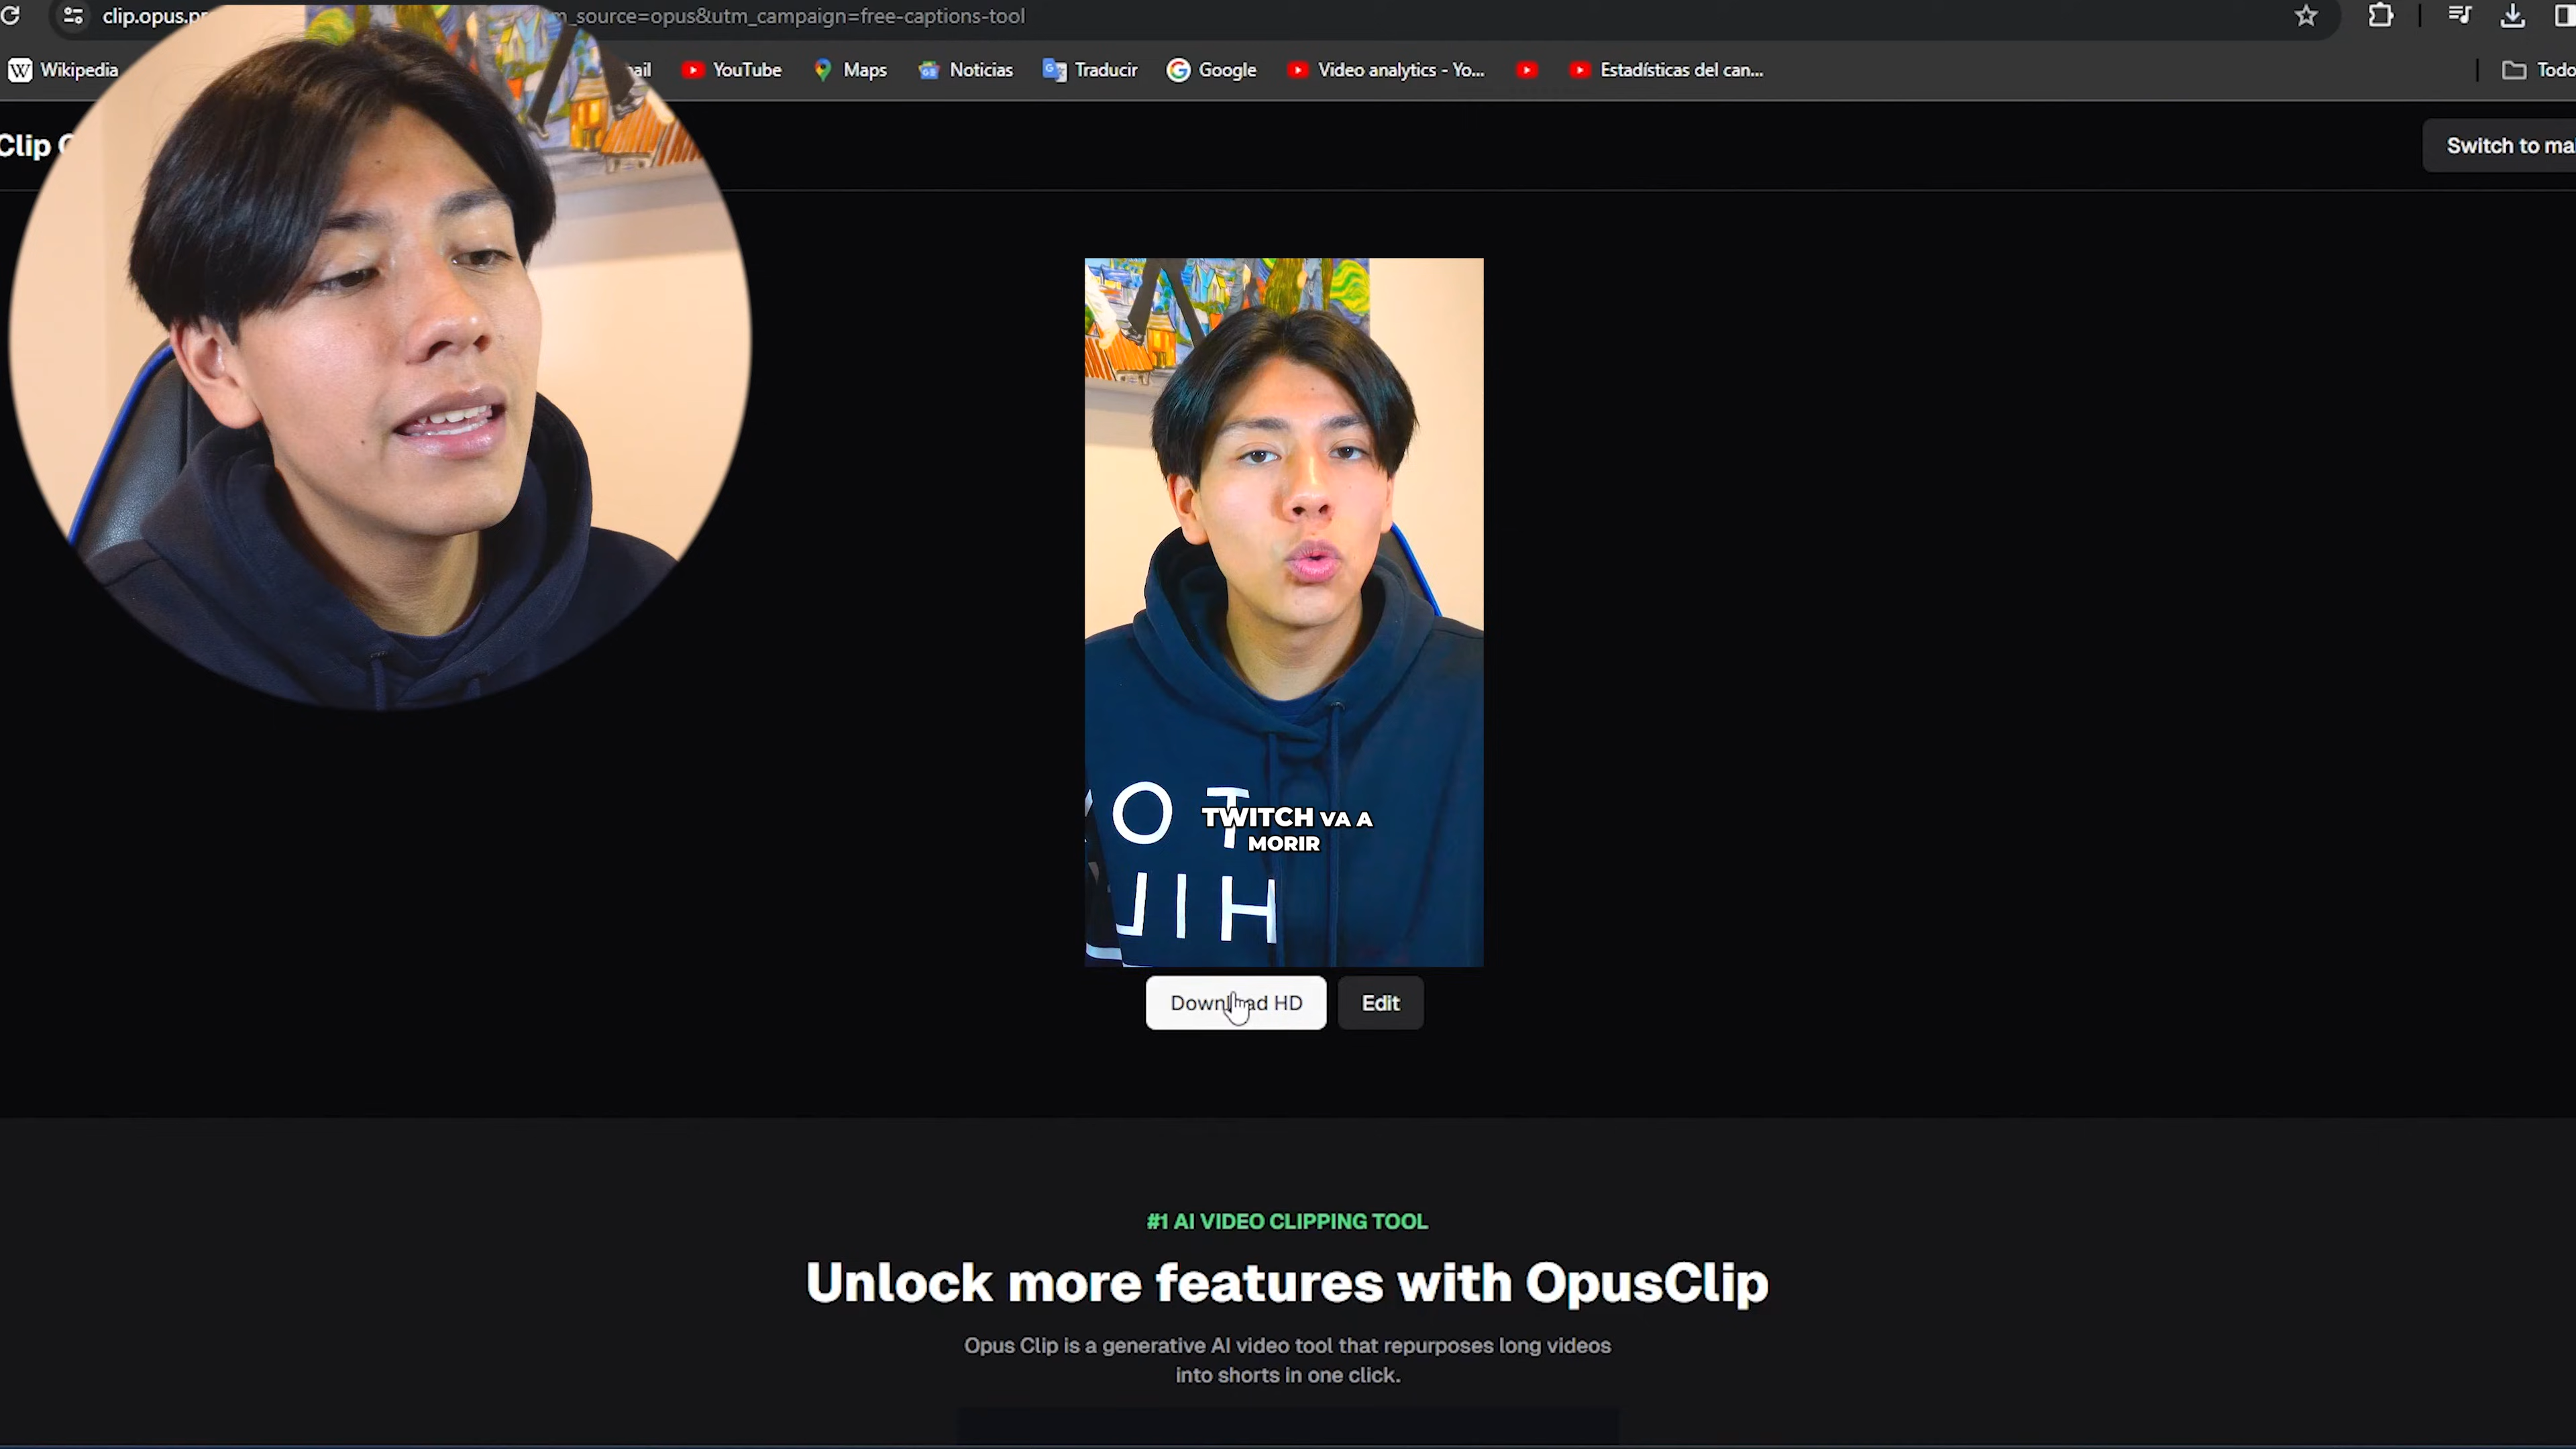 clip.opus.p
m_source=opus&utm_campaign=free-captions-tool
W Wikipedia
ail YouTube Maps Noticias Traducir Google Video analytics - Yo... Estadísticas del can... Todo
Clip
Switch to ma
TWITCH VA A
MORIR
O T
H I L
Download HD Edit
#1 AI VIDEO CLIPPING TOOL
Unlock more features with OpusClip
Opus Clip is a generative AI video tool that repurposes long videos
into shorts in one click.